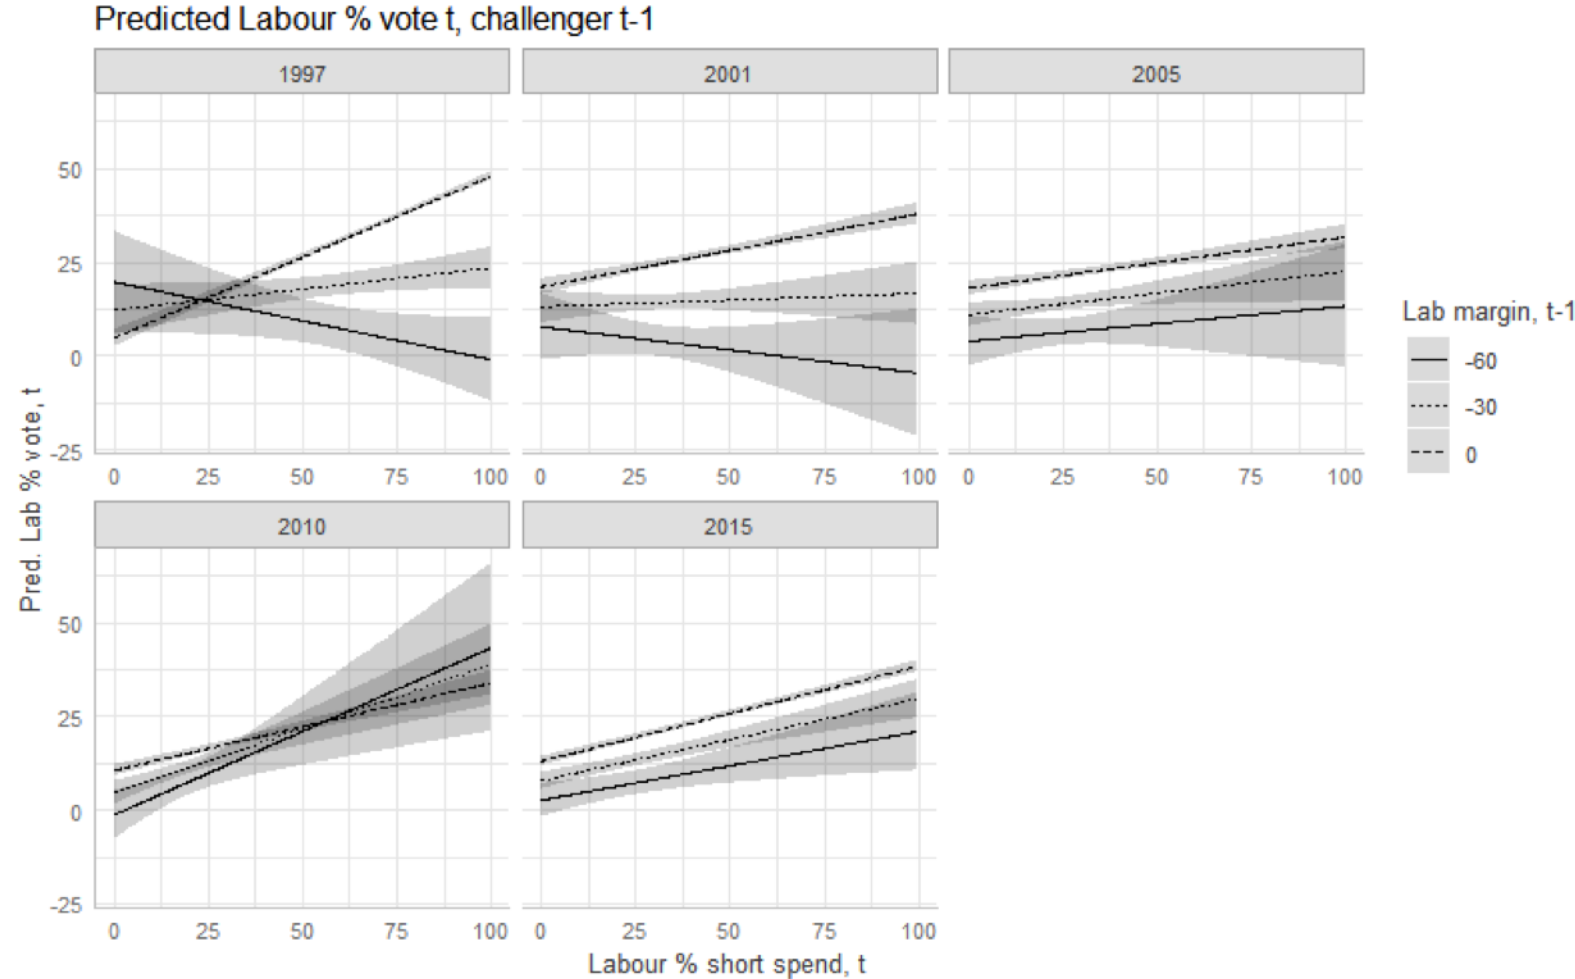 Predicted Labour % vote t, challenger t-1
1997
2001
2005
50
25
0
-25
0 25 50 75 100
0 25 50 75 100
0 25 50 75 100
2010
2015
50
25
0
-25
0 25 50 75 100
0 25 50 75 100
Pred. Lab % vote, t
Labour % short spend, t
Lab margin, t-1
-60
-30
0